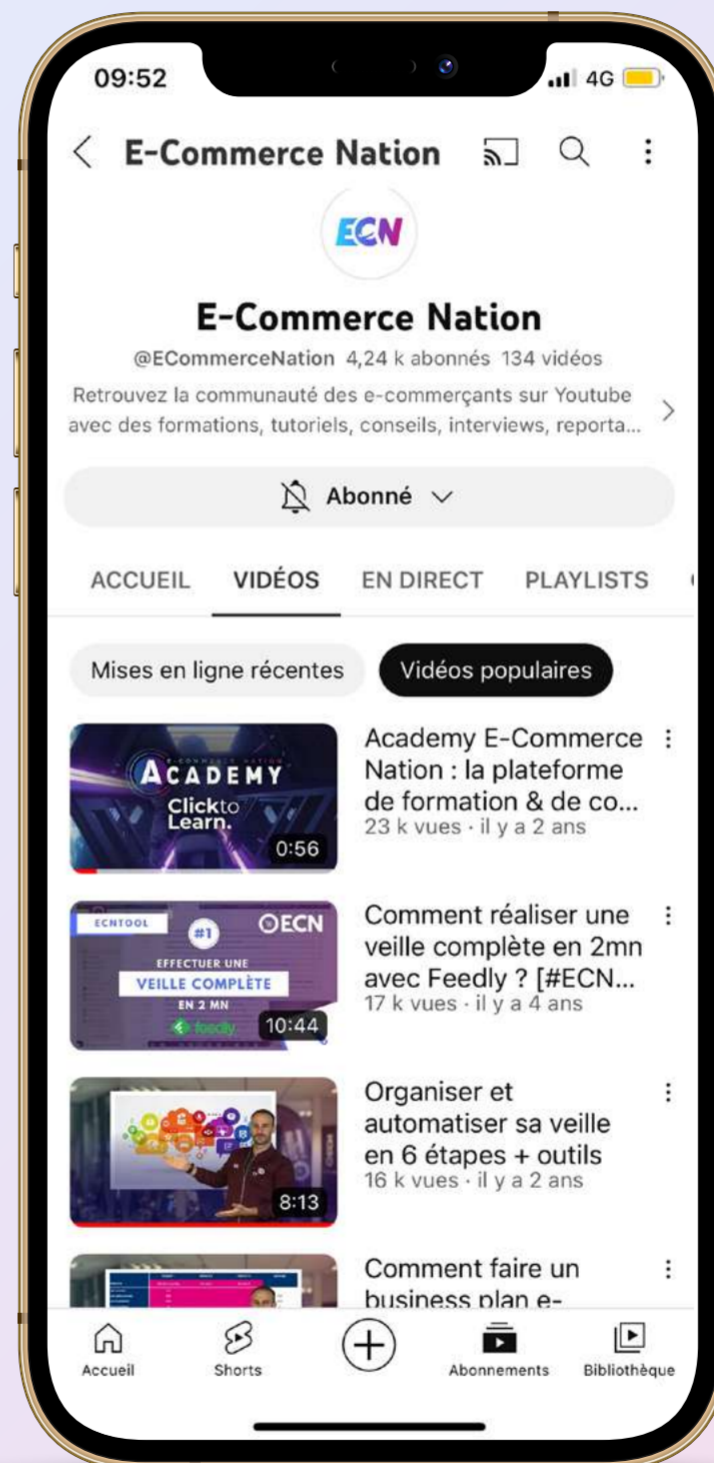 09:52
4G
E-Commerce Nation
ECN
E-Commerce Nation
@ECommerceNation 4,24 k abonnés 134 vidéos
Retrouvez la communauté des e-commerçants sur Youtube
avec des formations, tutoriels, conseils, interviews, reporta...
Abonné
ACCUEIL VIDÉOS EN DIRECT PLAYLISTS
Mises en ligne récentes Vidéos populaires
E-COMMERCE NATION
ACADEMY
Clickto
Learn.
0:56
Academy E-Commerce
Nation : la plateforme
de formation & de co...
23 k vues · il y a 2 ans
ECNTOOL
#1
ECN
EFFECTUER UNE
VEILLE COMPLÈTE
EN 2 MN
feedly
10:44
Comment réaliser une
veille complète en 2mn
avec Feedly ? [#ECN...
17 k vues · il y a 4 ans
8:13
Organiser et
automatiser sa veille
en 6 étapes + outils
16 k vues · il y a 2 ans
Comment faire un
business plan e-
Accueil
Shorts
Abonnements
Bibliothèque